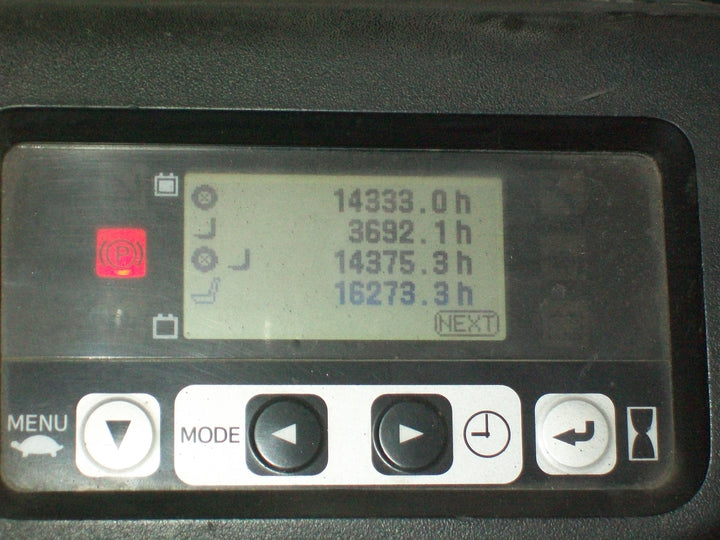 14333.0 h
3692.1 h
14375.3 h
16273.3 h
NEXT
P
MENU
MODE